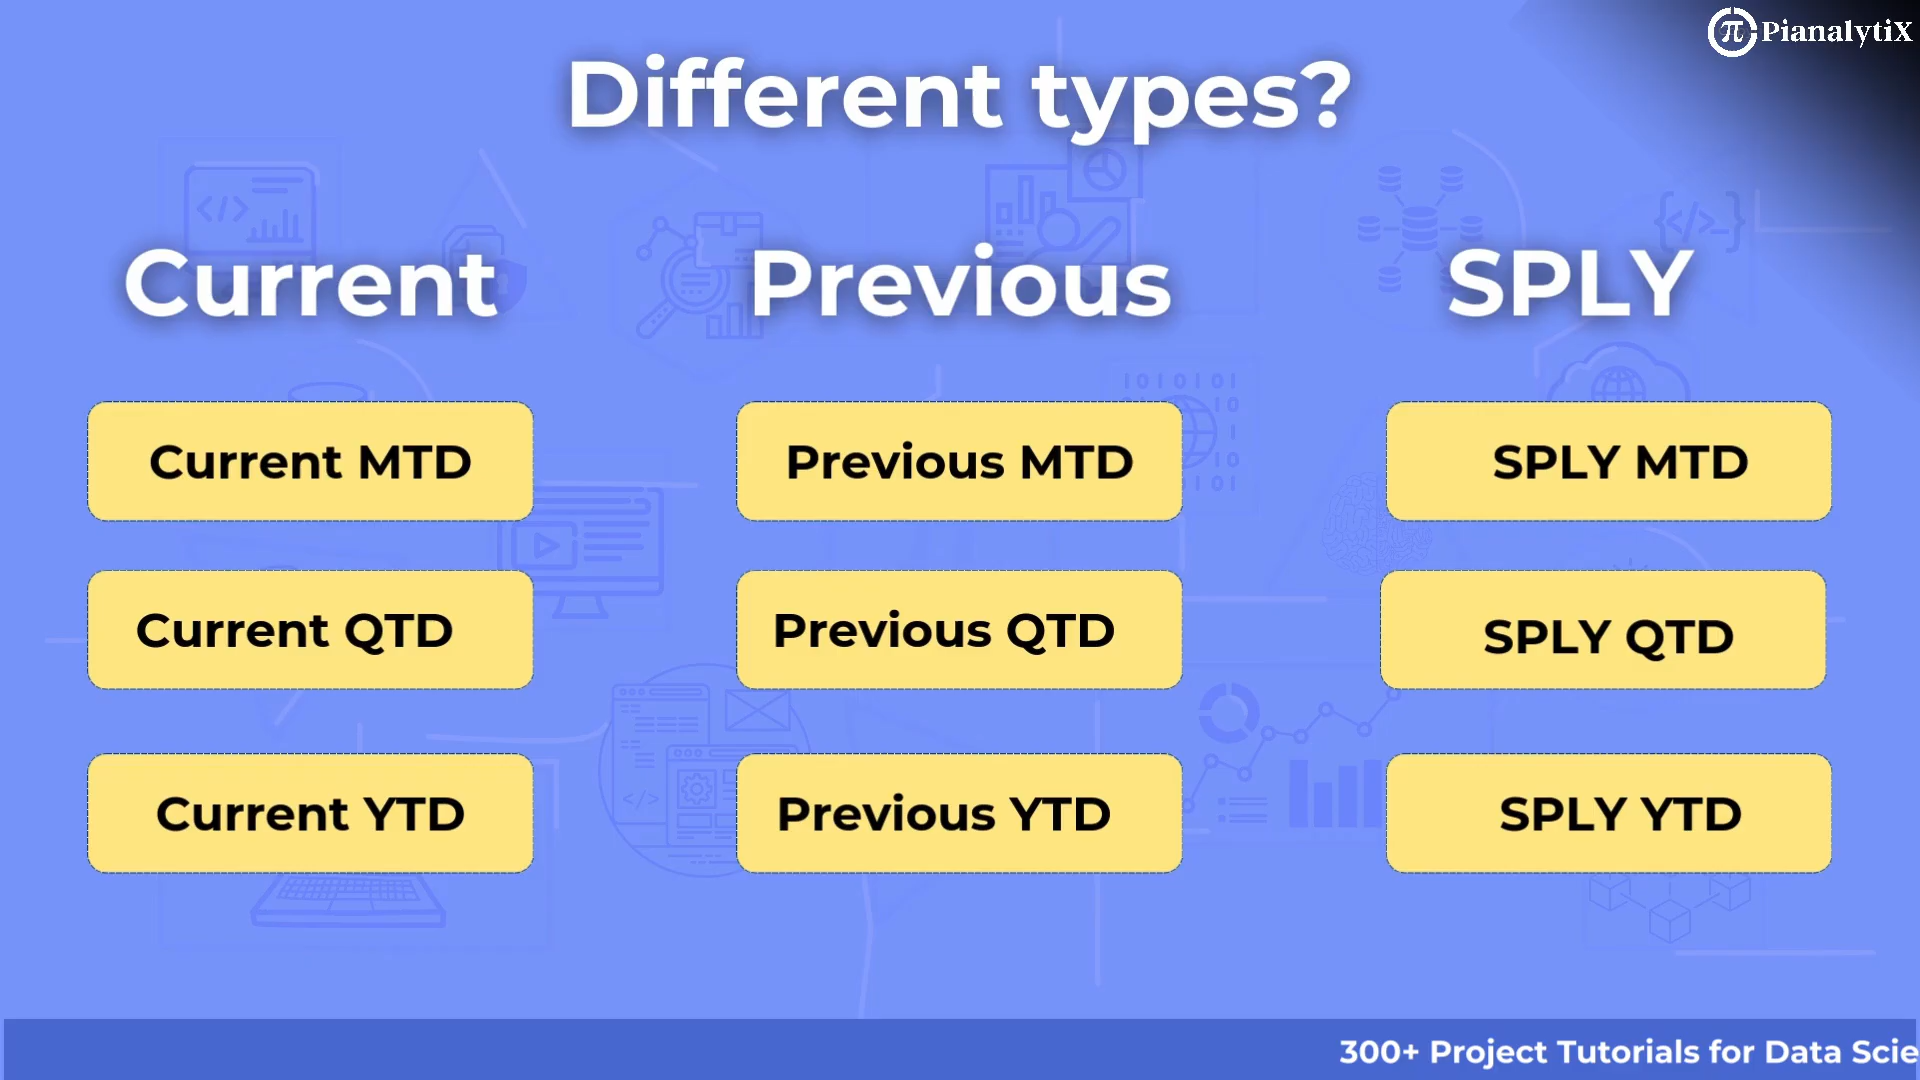 PianalytiX
Different types?
Current
Previous
SPLY
Current MTD
Previous MTD
SPLY MTD
Current QTD
Previous QTD
SPLY QTD
Current YTD
Previous YTD
SPLY YTD
300+ Project Tutorials for Data Scie